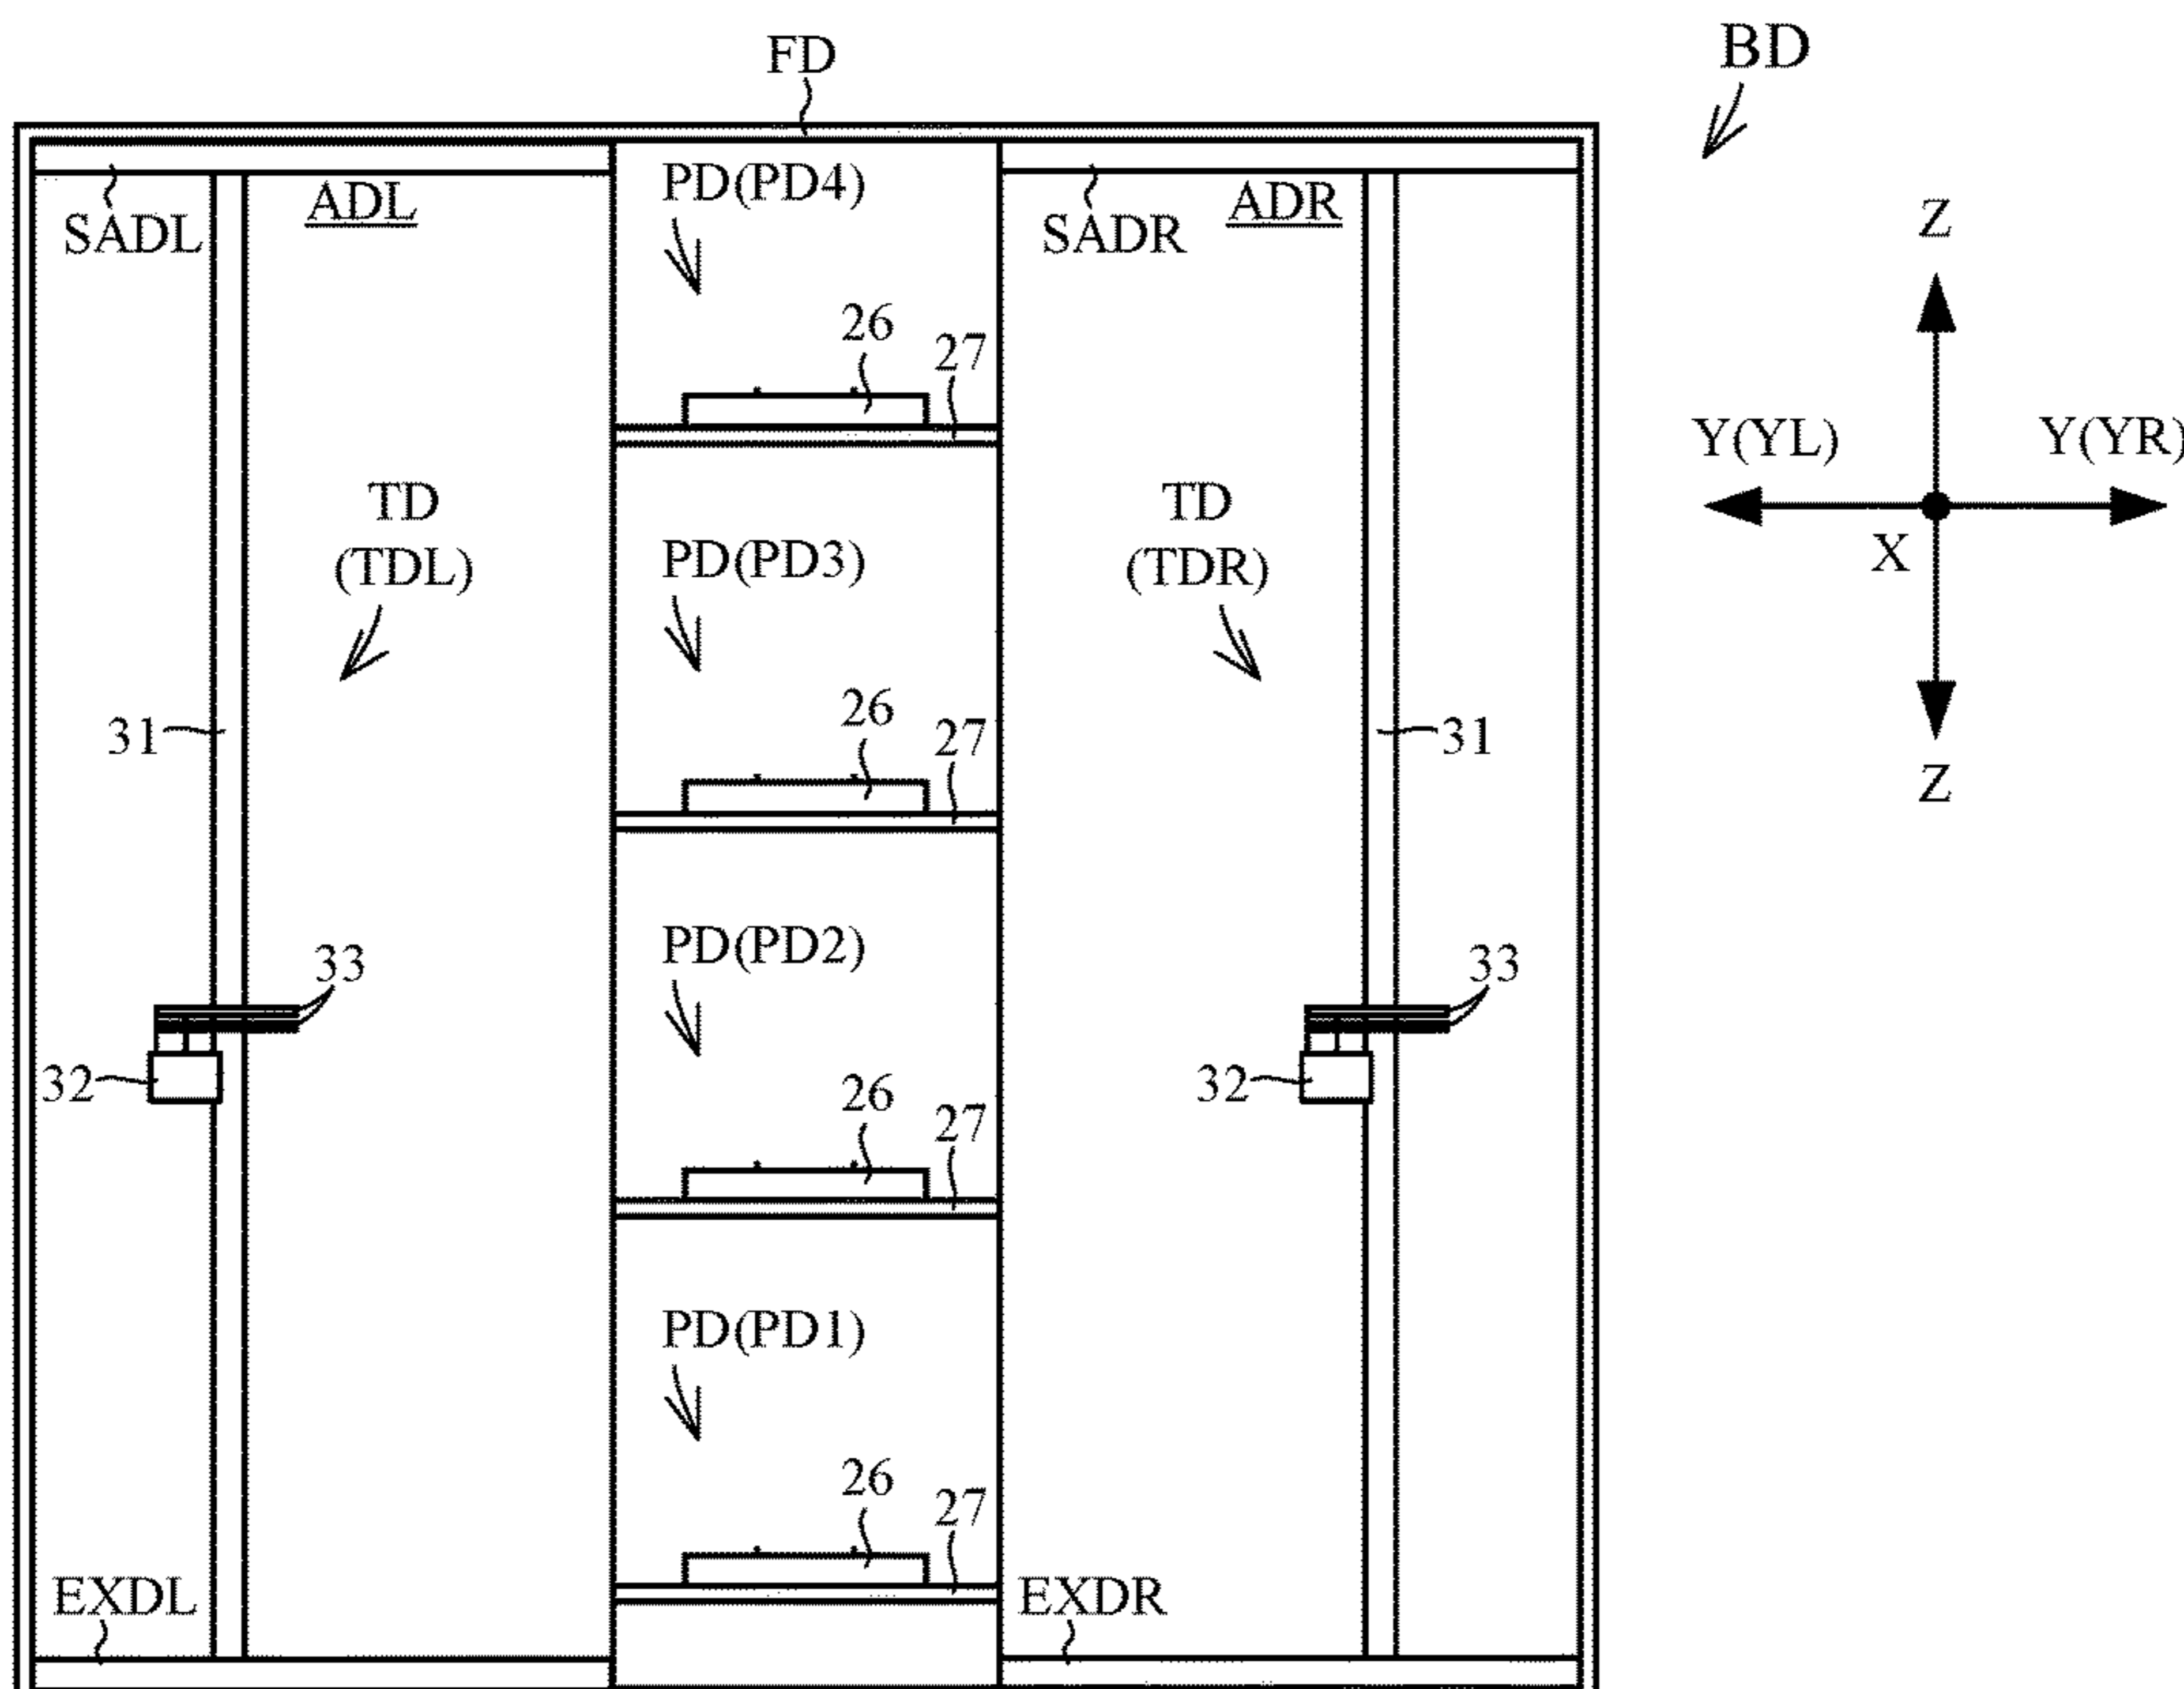 BD
FD
PD(PD4)
SADL
ADL
SADR
ADR
Z
26
27
Y(YL)
Y(YR)
TD
(TDL)
PD(PD3)
TD
(TDR)
X
26
27
31
31
Z
PD(PD2)
33
33
32
26
27
32
PD(PD1)
26
27
EXDL
EXDR